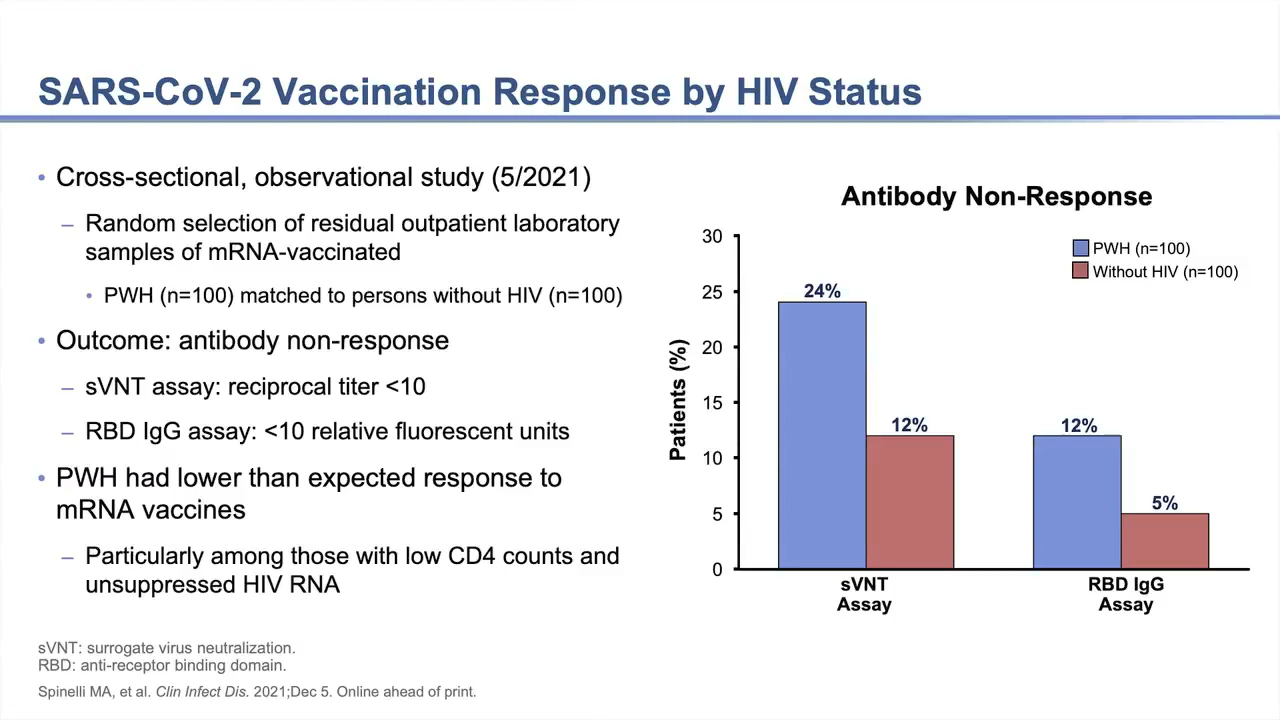 SARS-CoV-2 Vaccination Response by HIV Status
• Cross-sectional, observational study (5/2021)
– Random selection of residual outpatient laboratory
samples of mRNA-vaccinated
• PWH (n=100) matched to persons without HIV (n=100)
• Outcome: antibody non-response
– sVNT assay: reciprocal titer <10
– RBD IgG assay: <10 relative fluorescent units
• PWH had lower than expected response to
mRNA vaccines
– Particularly among those with low CD4 counts and
unsuppressed HIV RNA
Antibody Non-Response
PWH (n=100)
Without HIV (n=100)
Patients (%)
30
25
20
15
10
5
0
24%
12%
12%
5%
sVNT
Assay
RBD IgG
Assay
sVNT: surrogate virus neutralization.
RBD: anti-receptor binding domain.
Spinelli MA, et al. Clin Infect Dis. 2021;Dec 5. Online ahead of print.